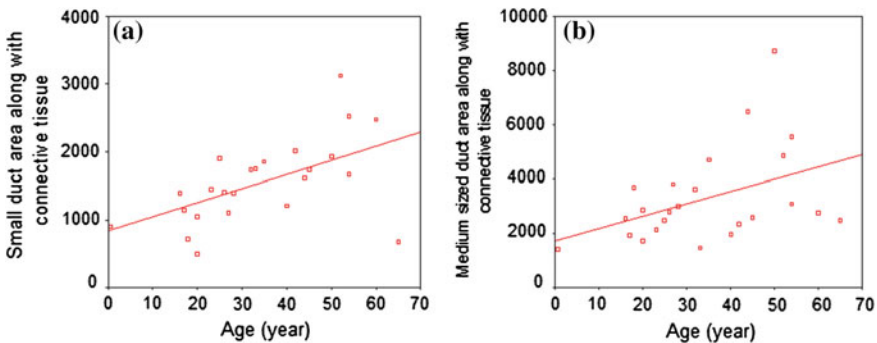 (a)
Small duct area along with
connective tissue
4000
3000
2000
1000
0
0 10 20 30 40 50 60 70
Age (year)
(b)
Medium sized duct area along with
connective tissue
10000
8000
6000
4000
2000
0
0 10 20 30 40 50 60 70
Age (year)